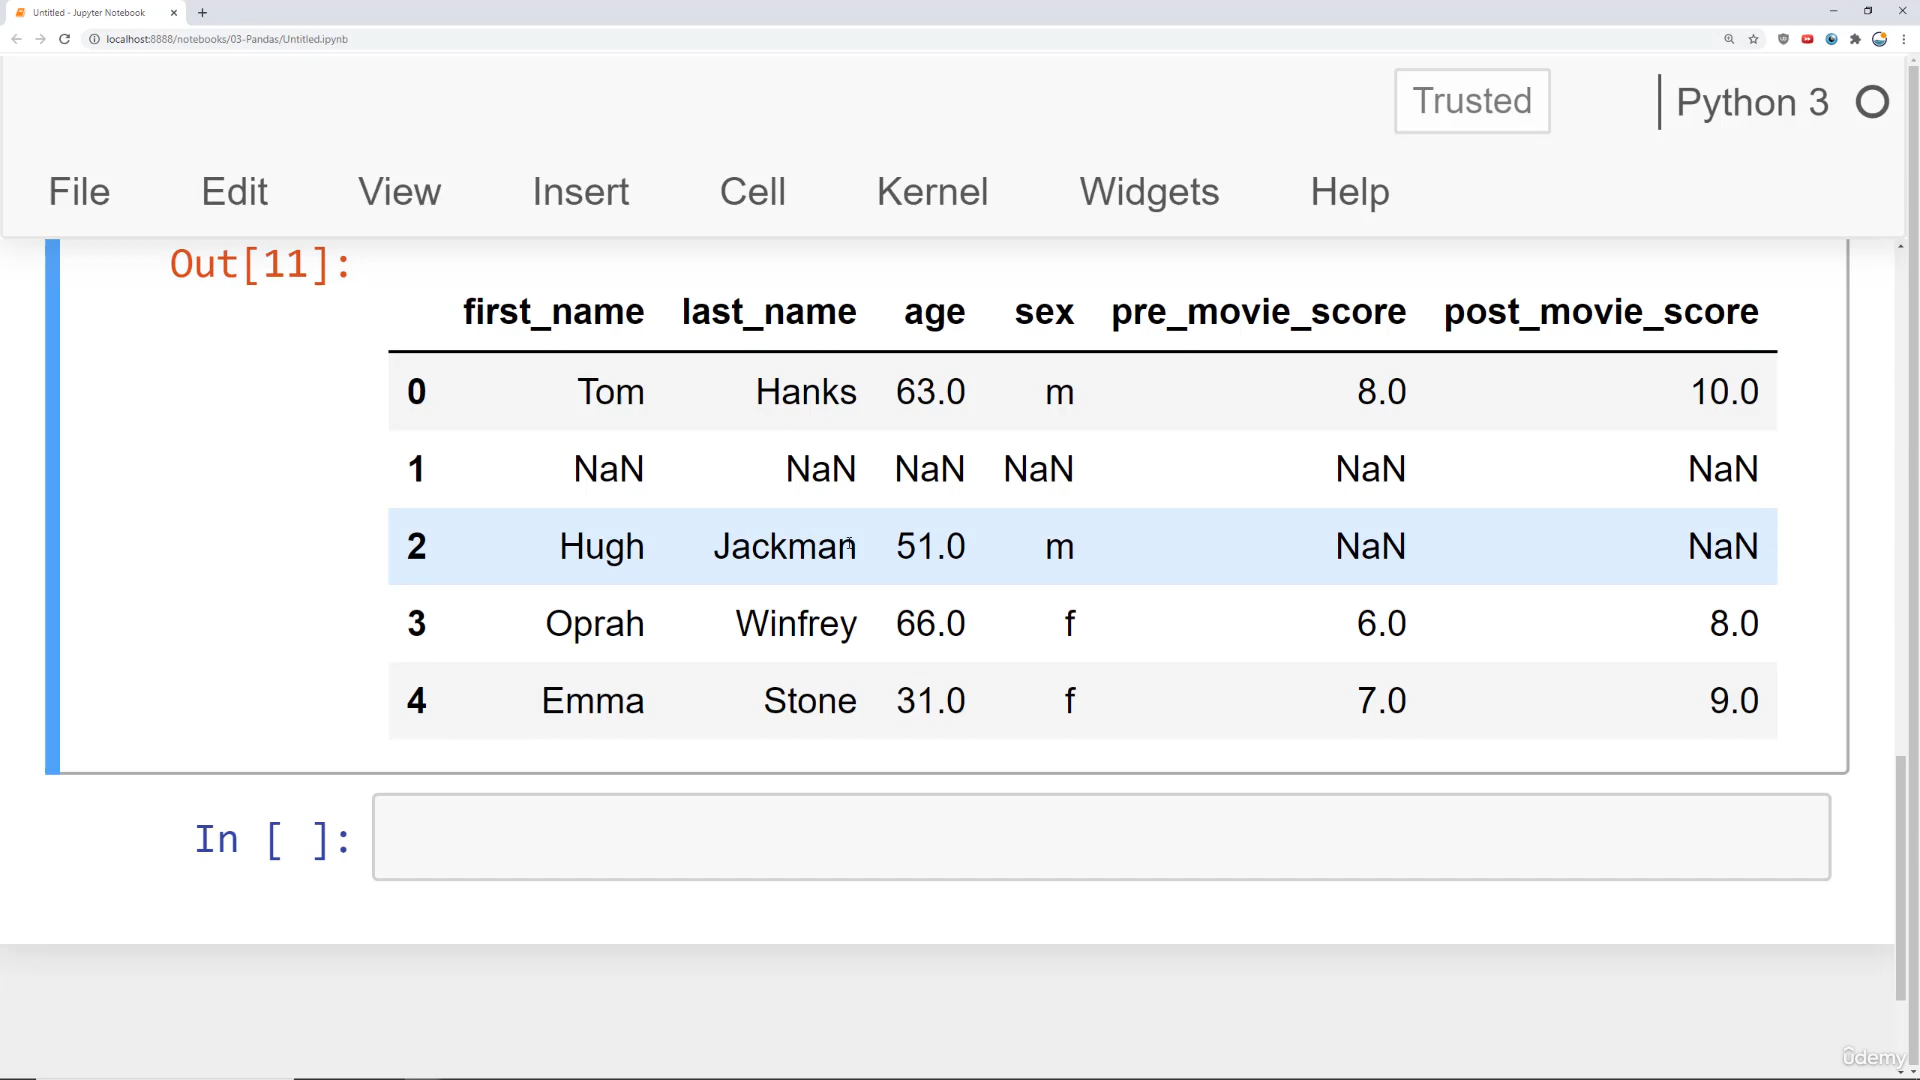 Untitled - Jupyter Notebook
localhost:8888/notebooks/03-Pandas/Untitled.ipynb
Trusted
Python 3
File Edit View Insert Cell Kernel Widgets Help
Out[11]:
first_name last_name age sex pre_movie_score post_movie_score
0 Tom Hanks 63.0 m 8.0 10.0
1 NaN NaN NaN NaN NaN NaN
2 Hugh Jackman 51.0 m NaN NaN
3 Oprah Winfrey 66.0 f 6.0 8.0
4 Emma Stone 31.0 f 7.0 9.0
In [ ]:
ûdemy